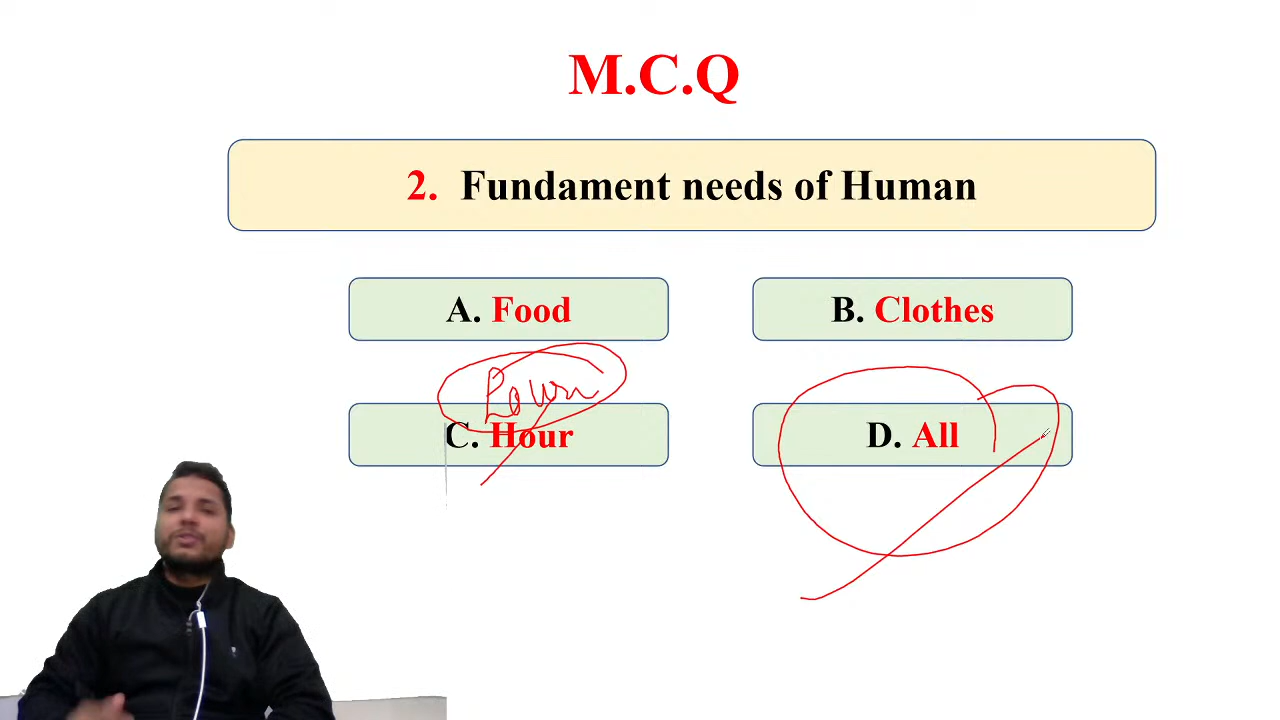 M.C.Q
2. Fundament needs of Human
A. Food
B. Clothes
C. Hour
D. All